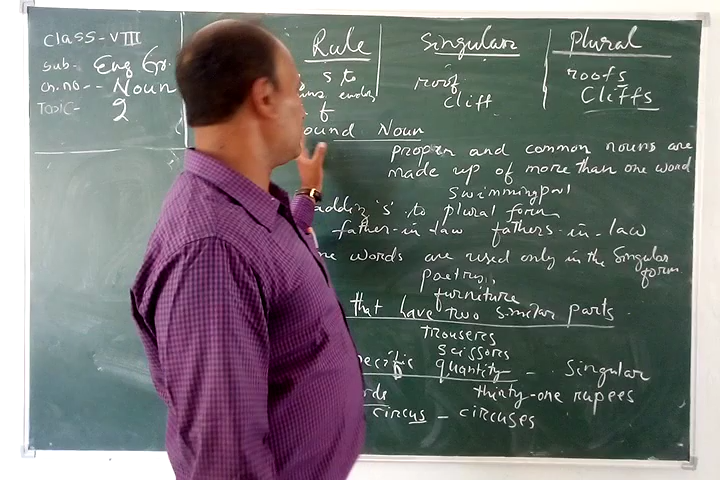 Class-VIII
Sub- Eng Gr.
Ch.no-- Noun
Topic- 2
Rule Singular Plural
s to roof roofs
cliff Cliffs
f
ound Noun
proper and common nouns are
made up of more than one word
swimmingpool
adding 's' to plural form
father-in-law fathers-in-law
words are used only in the Singular
form
poetry,
furniture
that have two similar parts
trouseres
scissores
quantity - Singular
thirty-one rupees
circus - circuses